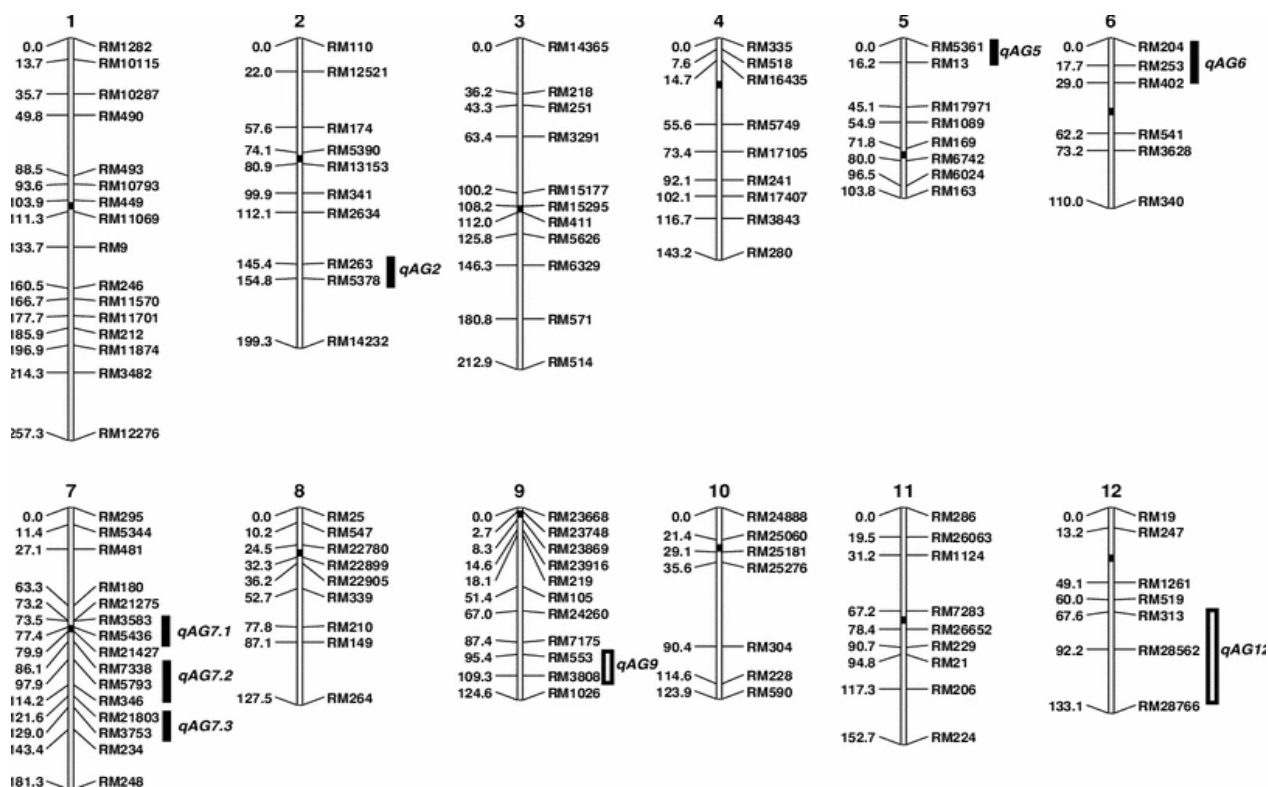 1
0.0 RM1282
13.7 RM10115
35.7 RM10287
49.8 RM490
88.5 RM493
93.6 RM10793
103.9 RM449
111.3 RM11069
133.7 RM9
160.5 RM246
166.7 RM11570
177.7 RM11701
185.9 RM212
196.9 RM11874
214.3 RM3482
257.3 RM12276
2
0.0 RM110
22.0 RM12521
57.6 RM174
74.1 RM5390
80.9 RM13153
99.9 RM341
112.1 RM2634
145.4 RM263
qAG2
154.8 RM5378
199.3 RM14232
3
0.0 RM14365
36.2 RM218
43.3 RM251
63.4 RM3291
100.2 RM15177
108.2 RM15295
112.0 RM411
125.8 RM5626
146.3 RM6329
180.8 RM571
212.9 RM514
4
0.0 RM335
7.6 RM518
14.7 RM16435
55.6 RM5749
73.4 RM17105
92.1 RM241
102.1 RM17407
116.7 RM3843
143.2 RM280
5
0.0 RM5361
qAG5
16.2 RM13
45.1 RM17971
54.9 RM1089
71.8 RM169
80.0 RM6742
96.5 RM6024
103.8 RM163
6
0.0 RM204
17.7 RM253
qAG6
29.0 RM402
62.2 RM541
73.2 RM3628
110.0 RM340
7
0.0 RM295
11.4 RM5344
27.1 RM481
63.3 RM180
73.2 RM21275
73.5 RM3583
qAG7.1
77.4 RM5436
79.9 RM21427
86.1 RM7338
qAG7.2
97.9 RM5793
114.2 RM346
121.6 RM21803
qAG7.3
129.0 RM3753
143.4 RM234
181.3 RM248
8
0.0 RM25
10.2 RM547
24.5 RM22780
32.3 RM22899
36.2 RM22905
52.7 RM339
77.8 RM210
87.1 RM149
127.5 RM264
9
0.0 RM23668
2.7 RM23748
8.3 RM23869
14.6 RM23916
18.1 RM219
51.4 RM105
67.0 RM24260
87.4 RM7175
95.4 RM553
qAG9
109.3 RM3808
124.6 RM1026
10
0.0 RM24888
21.4 RM25060
29.1 RM25181
35.6 RM25276
90.4 RM304
114.6 RM228
123.9 RM590
11
0.0 RM286
19.5 RM26063
31.2 RM1124
67.2 RM7283
78.4 RM26652
90.7 RM229
94.8 RM21
117.3 RM206
152.7 RM224
12
0.0 RM19
13.2 RM247
49.1 RM1261
60.0 RM519
67.6 RM313
92.2 RM28562
qAG12
133.1 RM28766